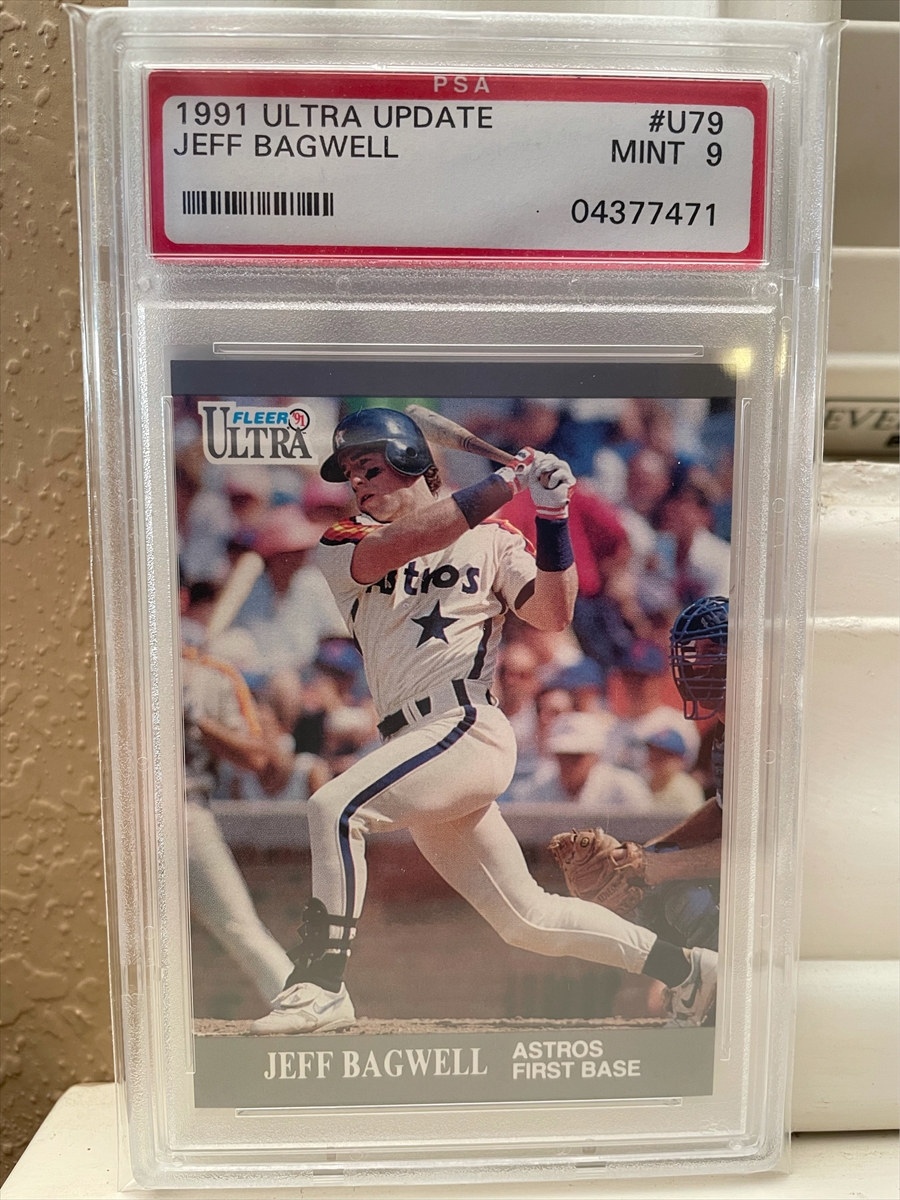 PSA
1991 ULTRA UPDATE #U79
JEFF BAGWELL MINT 9
04377471
FLEER '91
ULTRA
Astros
JEFF BAGWELL
ASTROS
FIRST BASE